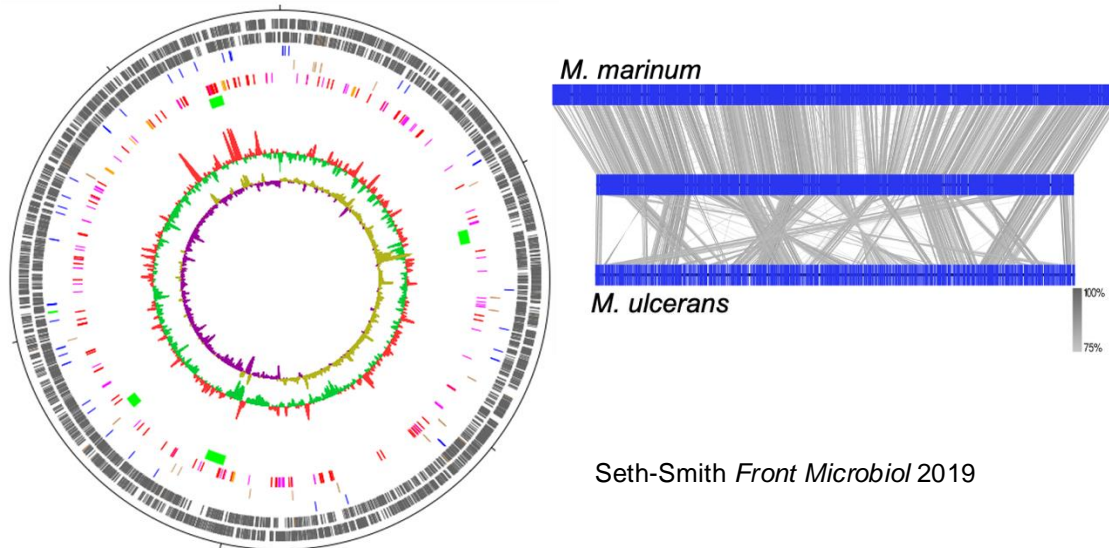 M. marinum
M. ulcerans
100%
75%
Seth-Smith Front Microbiol 2019